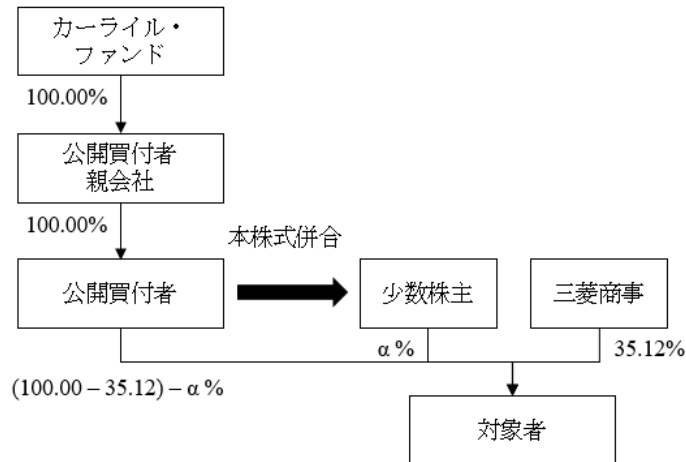 カーライル・
ファンド
100.00%
公開買付者
親会社
100.00%
本株式併合
公開買付者
少数株主
三菱商事
α %
35.12%
(100.00 – 35.12) – α %
対象者